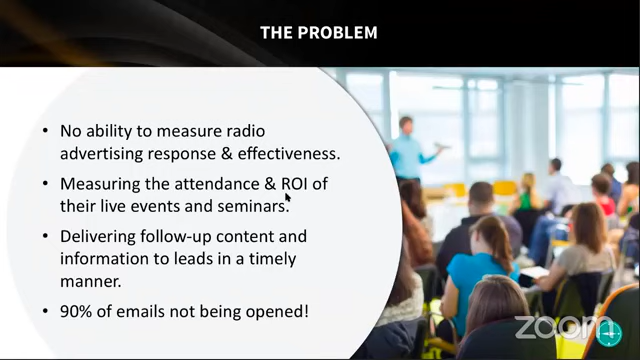 THE PROBLEM
• No ability to measure radio
advertising response & effectiveness.
• Measuring the attendance & ROI of
their live events and seminars.
• Delivering follow-up content and
information to leads in a timely
manner.
• 90% of emails not being opened!
zoom